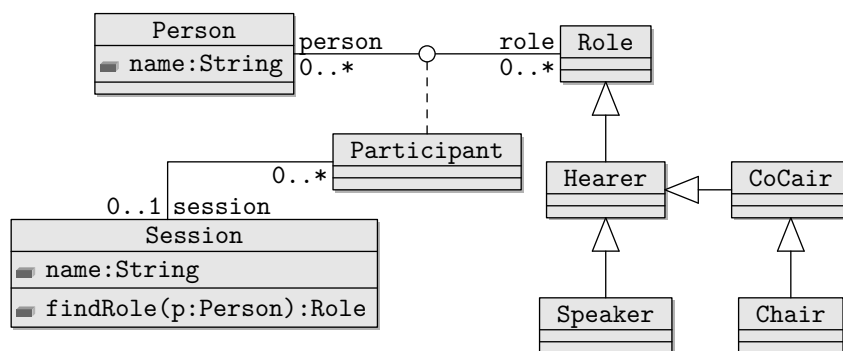 Person
name:String
person
0..*
role
0..*
Role
Participant
0..*
Hearer
CoCair
0..1 session
Session
name:String
findRole(p:Person):Role
Speaker
Chair